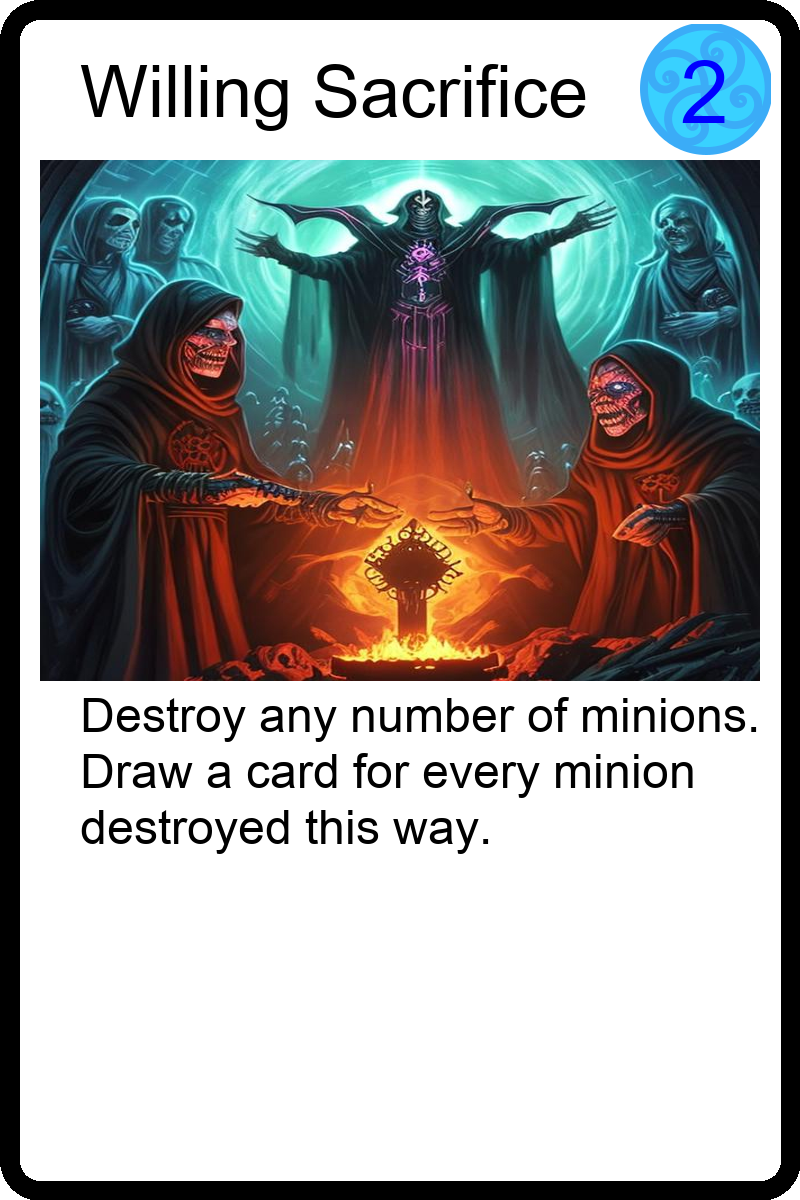 Willing Sacrifice
2
Destroy any number of minions.
Draw a card for every minion
destroyed this way.